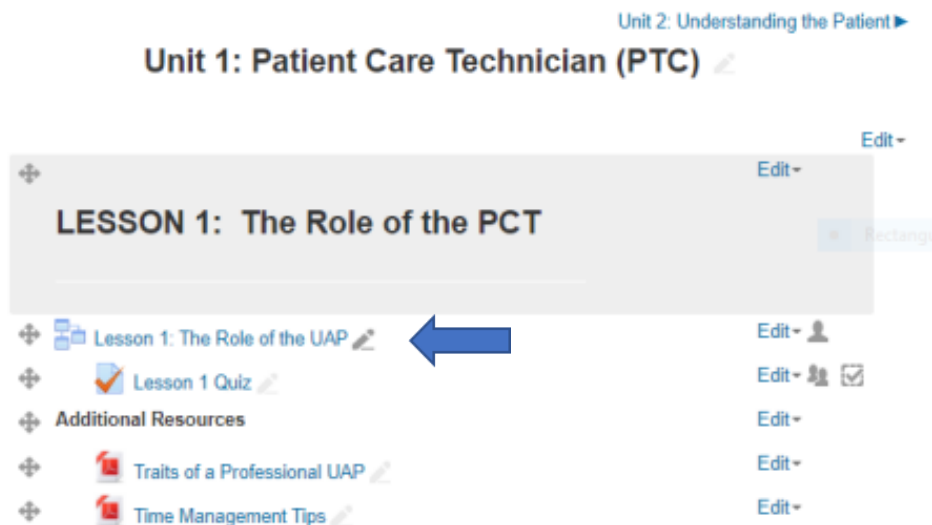 Unit 2: Understanding the Patient ▶
Unit 1: Patient Care Technician (PTC)
Edit
Edit
LESSON 1: The Role of the PCT
Lesson 1: The Role of the UAP
Edit
Lesson 1 Quiz
Edit
Additional Resources
Edit
Traits of a Professional UAP
Edit
Time Management Tips
Edit